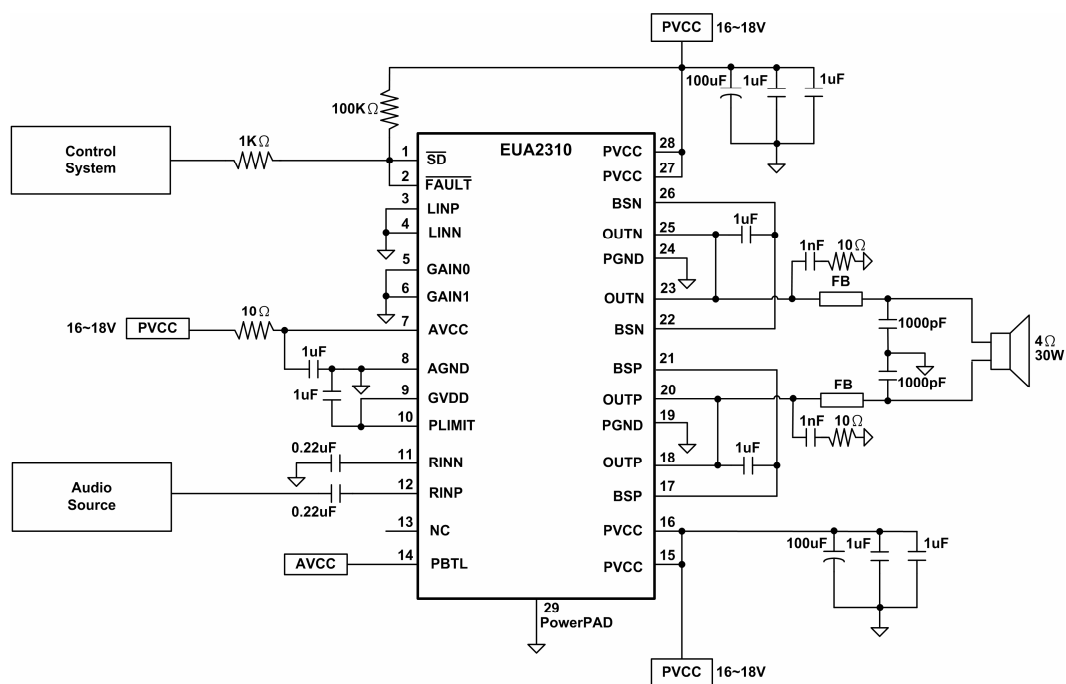 PVCC 16~18V
100uF 1uF 1uF
100KΩ
Control
System
1KΩ
EUA2310
1 SD
2 FAULT
3 LINP
4 LINN
5 GAIN0
6 GAIN1
7 AVCC
8 AGND
9 GVDD
10 PLIMIT
11 RINN
12 RINP
13 NC
14 PBTL
16~18V PVCC 10Ω
1uF
1uF
0.22uF
Audio
Source
0.22uF
AVCC
PVCC 28
PVCC 27
BSN 26
OUTN 25
PGND 24
OUTN 23
BSN 22
BSP 21
OUTP 20
PGND 19
OUTP 18
BSP 17
PVCC 16
PVCC 15
1uF
1nF 10Ω
FB
1000pF
4Ω
30W
1000pF
FB
1nF 10Ω
1uF
100uF 1uF 1uF
29
PowerPAD
PVCC 16~18V